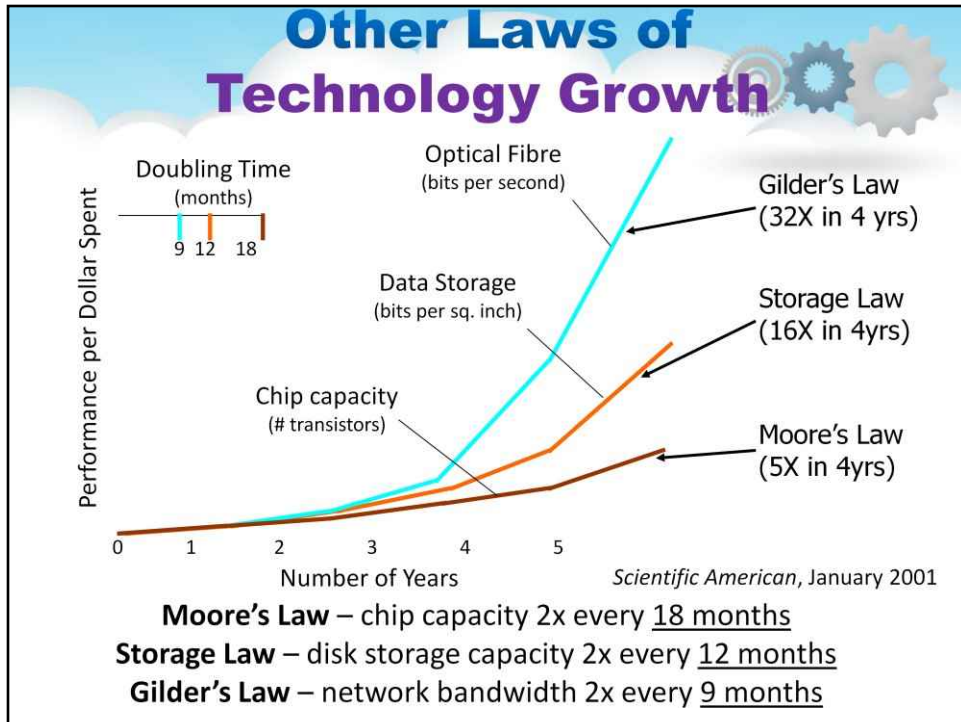 Other Laws of
Technology Growth
Doubling Time
(months)
9 12 18
Performance per Dollar Spent
Optical Fibre
(bits per second)
Gilder's Law
(32X in 4 yrs)
Data Storage
(bits per sq. inch)
Storage Law
(16X in 4yrs)
Chip capacity
(# transistors)
Moore's Law
(5X in 4yrs)
0 1 2 3 4 5
Number of Years
Scientific American, January 2001
Moore's Law – chip capacity 2x every 18 months
Storage Law – disk storage capacity 2x every 12 months
Gilder's Law – network bandwidth 2x every 9 months